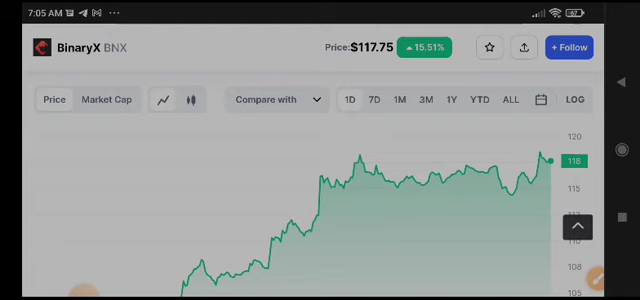 7:05 AM ··· 67
BinaryX BNX Price:$117.75 15.51% + Follow
Price Market Cap Compare with 1D 7D 1M 3M 1Y YTD ALL LOG
120
118
115
110
108
105